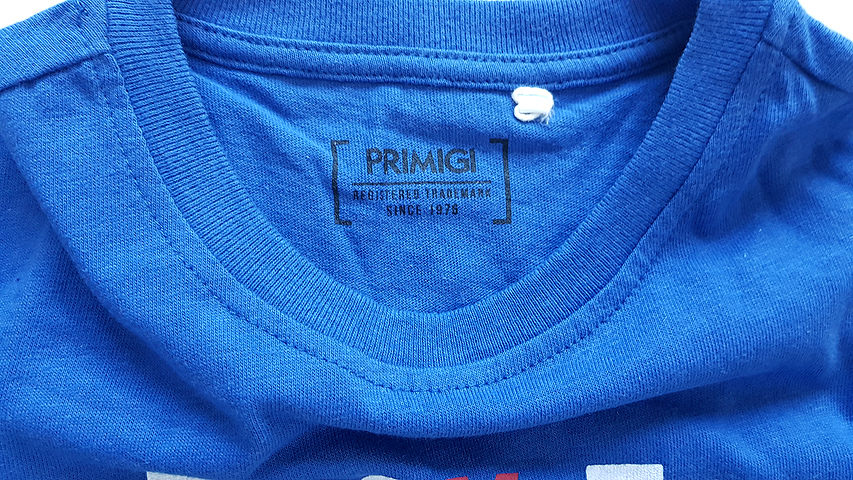 PRIMIGI
REGISTERED TRADEMARK
SINCE 1976